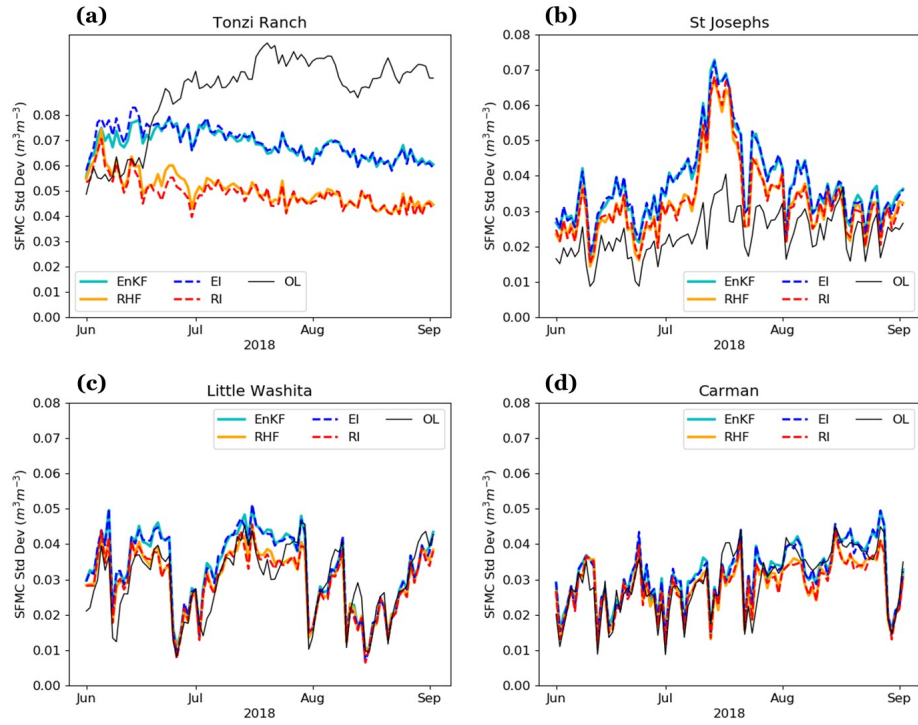 (a)
Tonzi Ranch
SFMC Std Dev (m³m⁻³)
0.08
0.07
0.06
0.05
0.04
0.03
0.02
0.01
0.00
EnKF EI OL
RHF RI
Jun Jul Aug Sep
2018
(b)
St Josephs
SFMC Std Dev (m³m⁻³)
0.08
0.07
0.06
0.05
0.04
0.03
0.02
0.01
0.00
EnKF EI OL
RHF RI
Jun Jul Aug Sep
2018
(c)
Little Washita
SFMC Std Dev (m³m⁻³)
0.08
0.07
0.06
0.05
0.04
0.03
0.02
0.01
0.00
EnKF EI OL
RHF RI
Jun Jul Aug Sep
2018
(d)
Carman
SFMC Std Dev (m³m⁻³)
0.08
0.07
0.06
0.05
0.04
0.03
0.02
0.01
0.00
EnKF EI OL
RHF RI
Jun Jul Aug Sep
2018